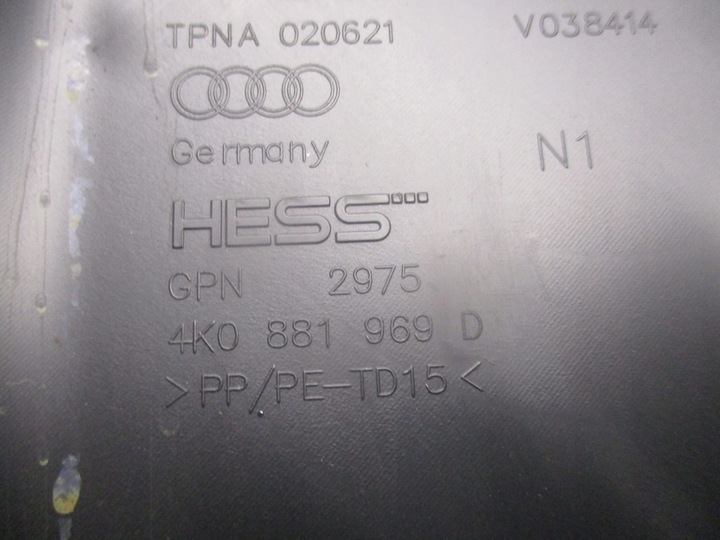 TPNA 020621 V038414
Germany N1
HESS
GPN 2975
4K0 881 969 D
>PP/PE-TD15<